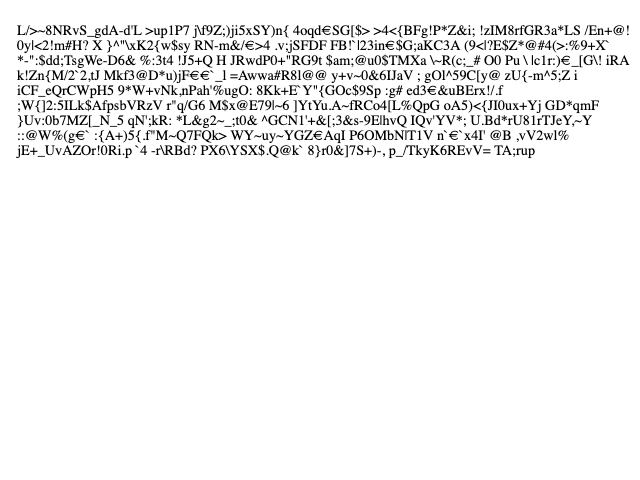 L/>~8NRvS_gdA-d'L >up1P7 j\f9Z;)ji5xSY)n{ 4oqd€SG[$> >4<{BFg!P*Z&i; !zIM8rfGR3a*LS /En+@!
0y|<2!m#H? X }^"\xK2{w$sy RN-m&/€>4 .v;jSFDF FB!`|23in€$G;aKC3A (9<|?E$Z*@#4(>:%9+X`
*-":$dd;TsgWe-D6& %:3t4 !J5+Q H JRwdP0+"RG9t $am;@u0$TMXa \~R(c;_# O0 Pu \ |c1r:)€_[G\! iRA
k!Zn{M/2`2,tJ Mkf3@D*u)jF€€`_l =Awwa#R8l@@ y+v~0&6IJaV ; gOl^59C[y@ zU{-m^5;Z i
iCF_eQrCWpH5 9*W+vNk,nPah'%ugO: 8Kk+E`Y"{GOc$9Sp :g# ed3€&uBErx!/.f
;W{]2:5ILk$AfpsbVRzV r"q/G6 M$x@E79l~6 ]YtYu.A~fRCo4[L%QpG oA5)<{JI0ux+Yj GD*qmF
}Uv:0b7MZ[_N_5 qN';kR: *L&g2~_;t0& ^GCN1'+&[;3&s-9E|hvQ IQv'YV*; U.Bd*rU81rTJeY,~Y
::@W%(g€` :{A+)5{.f"M~Q7FQk> WY~uy~YGZ€AqI P6OMbN|T1V n`€`x4I' @B ,vV2wl%
jE+_UvAZOr!0Ri.p`4 -r\RBd? PX6\YSX$.Q@k` 8}r0&]7S+)-, p_/TkyK6REvV= TA;rup